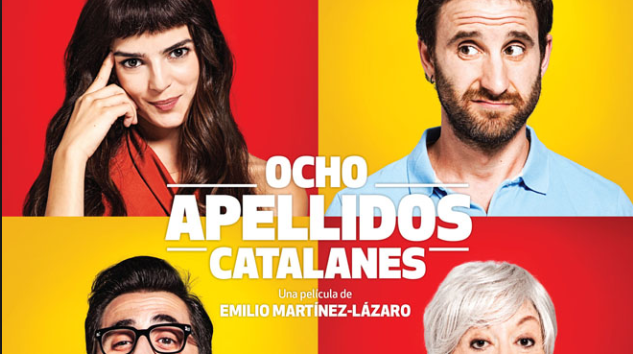 OCHO
APELLIDOS
CATALANES
Una película de
EMILIO MARTÍNEZ-LÁZARO